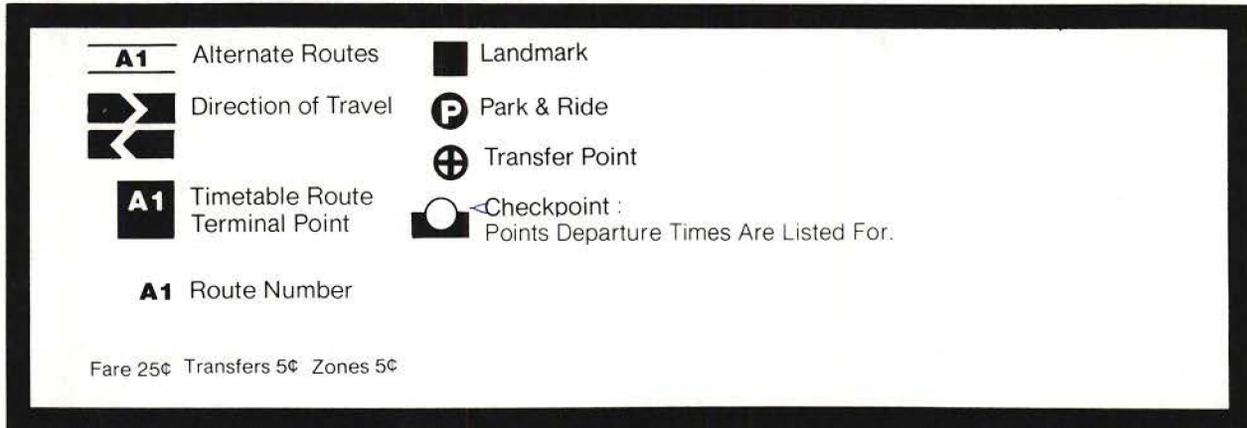 A1 Alternate Routes
Direction of Travel
A1 Timetable Route
Terminal Point
A1 Route Number
Landmark
P Park & Ride
Transfer Point
Checkpoint :
Points Departure Times Are Listed For.
Fare 25¢ Transfers 5¢ Zones 5¢